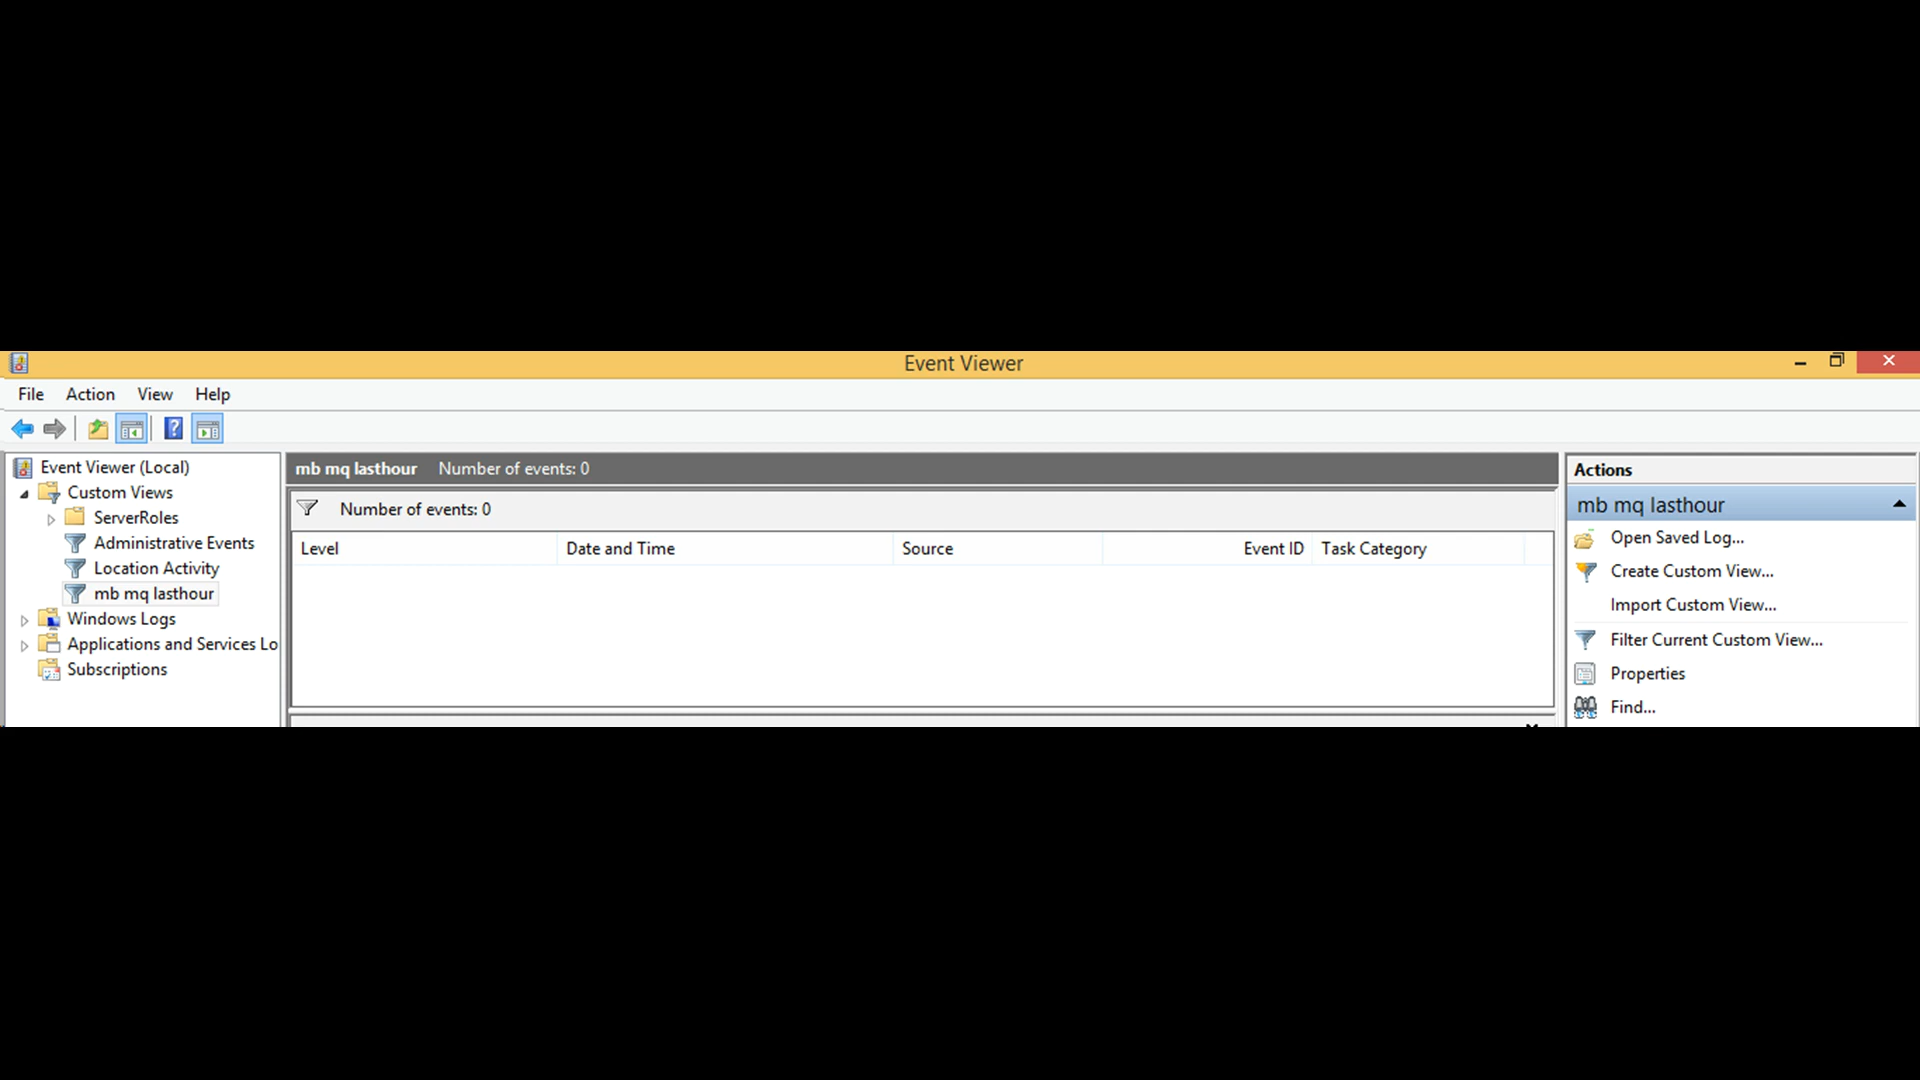 Event Viewer
File Action View Help
Event Viewer (Local)
Custom Views
ServerRoles
Administrative Events
Location Activity
mb mq lasthour
Windows Logs
Applications and Services Lo
Subscriptions
mb mq lasthour Number of events: 0
Number of events: 0
Level Date and Time Source Event ID Task Category
Actions
mb mq lasthour
Open Saved Log...
Create Custom View...
Import Custom View...
Filter Current Custom View...
Properties
Find...